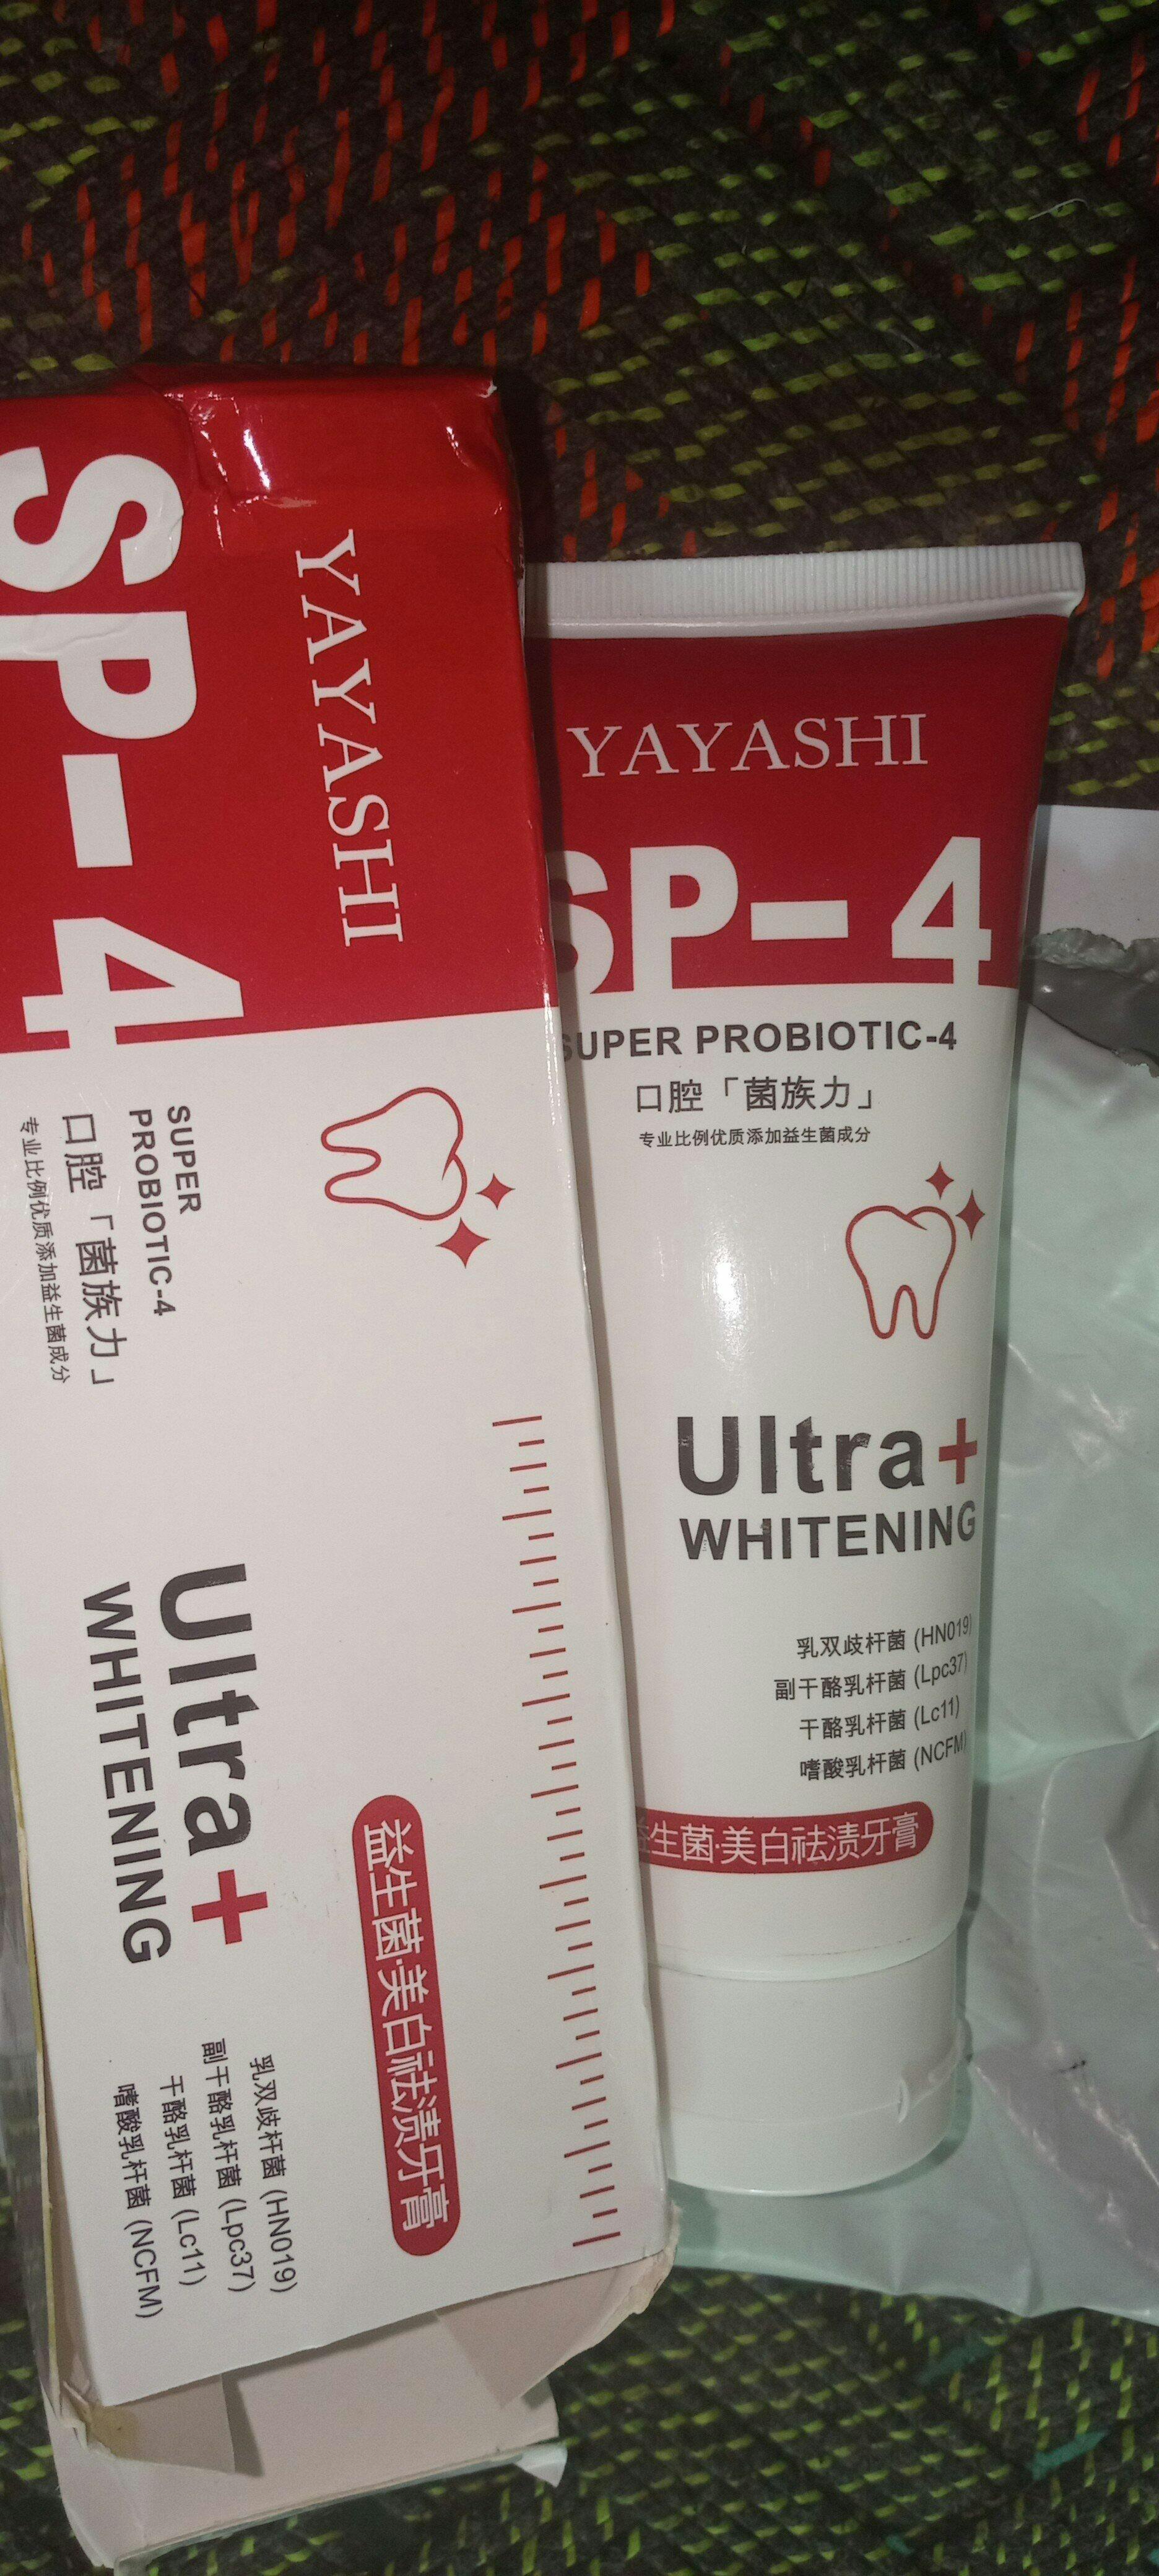 YAYASHI
SP-4
SUPER
PROBIOTIC-4
口腔「菌族力」
专业比例优质添加益生菌成分
Ultra+
WHITENING
乳双歧杆菌 (HN019)
副干酪乳杆菌 (Lpc37)
干酪乳杆菌 (Lc11)
嗜酸乳杆菌 (NCFM)
益生菌·美白祛渍牙膏
YAYASHI
SP-4
SUPER PROBIOTIC-4
口腔「菌族力」
专业比例优质添加益生菌成分
Ultra+
WHITENING
乳双歧杆菌 (HN019)
副干酪乳杆菌 (Lpc37)
干酪乳杆菌 (Lc11)
嗜酸乳杆菌 (NCFM)
益生菌·美白祛渍牙膏